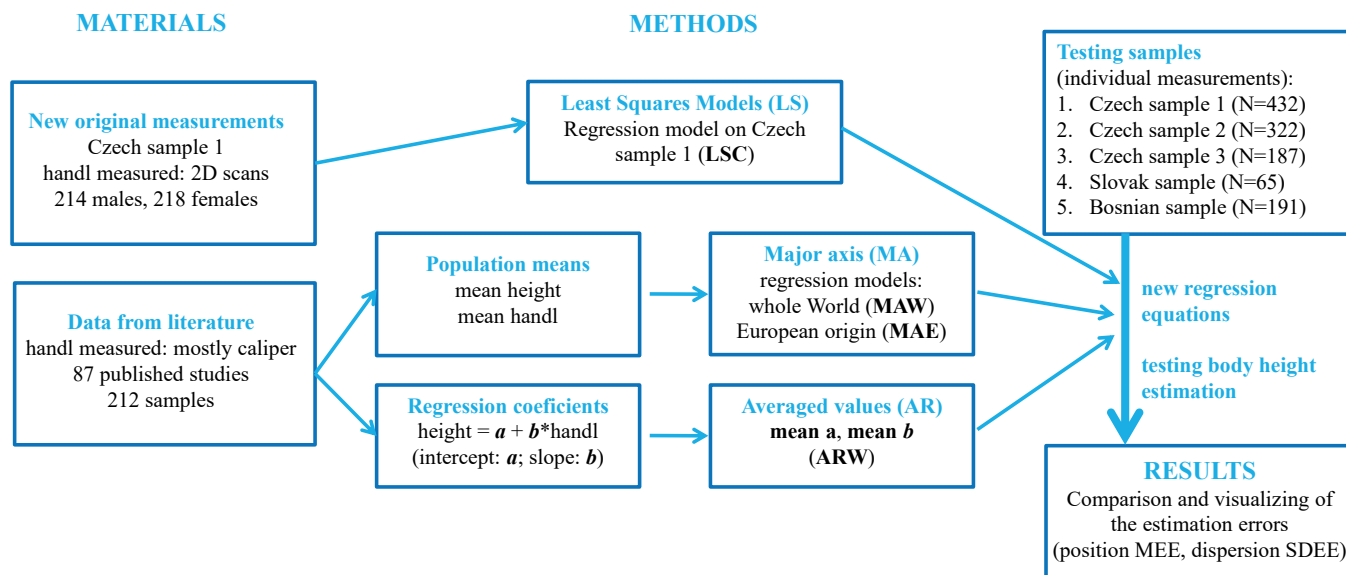 MATERIALS
METHODS
New original measurements
Czech sample 1
handl measured: 2D scans
214 males, 218 females
Data from literature
handl measured: mostly caliper
87 published studies
212 samples
Least Squares Models (LS)
Regression model on Czech
sample 1 (LSC)
Population means
mean height
mean handl
Regression coeficients
height = a + b*handl
(intercept: a; slope: b)
Major axis (MA)
regression models:
whole World (MAW)
European origin (MAE)
Averaged values (AR)
mean a, mean b
(ARW)
Testing samples
(individual measurements):
1. Czech sample 1 (N=432)
2. Czech sample 2 (N=322)
3. Czech sample 3 (N=187)
4. Slovak sample (N=65)
5. Bosnian sample (N=191)
new regression
equations
testing body height
estimation
RESULTS
Comparison and visualizing of
the estimation errors
(position MEE, dispersion SDEE)